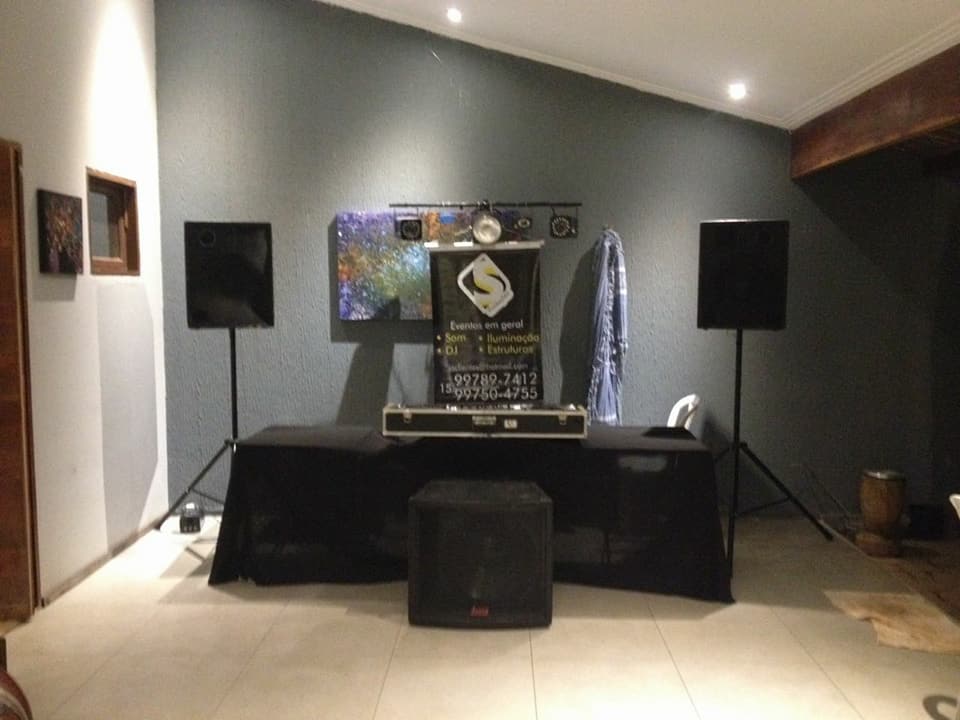 S
Eventos em geral
• Som • Iluminação
• DJ • Estruturas
99789-7412
15
99750-4755